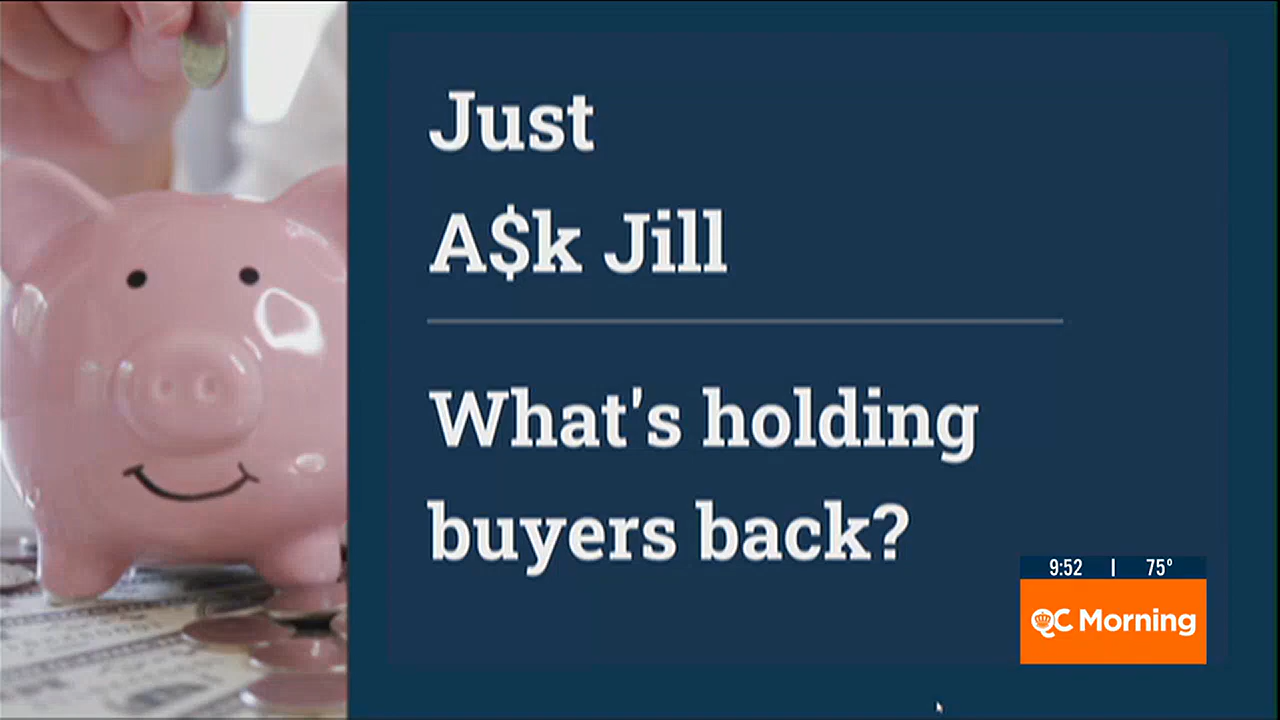 Just
A$k Jill
What's holding
buyers back?
9:52 | 75°
QC Morning